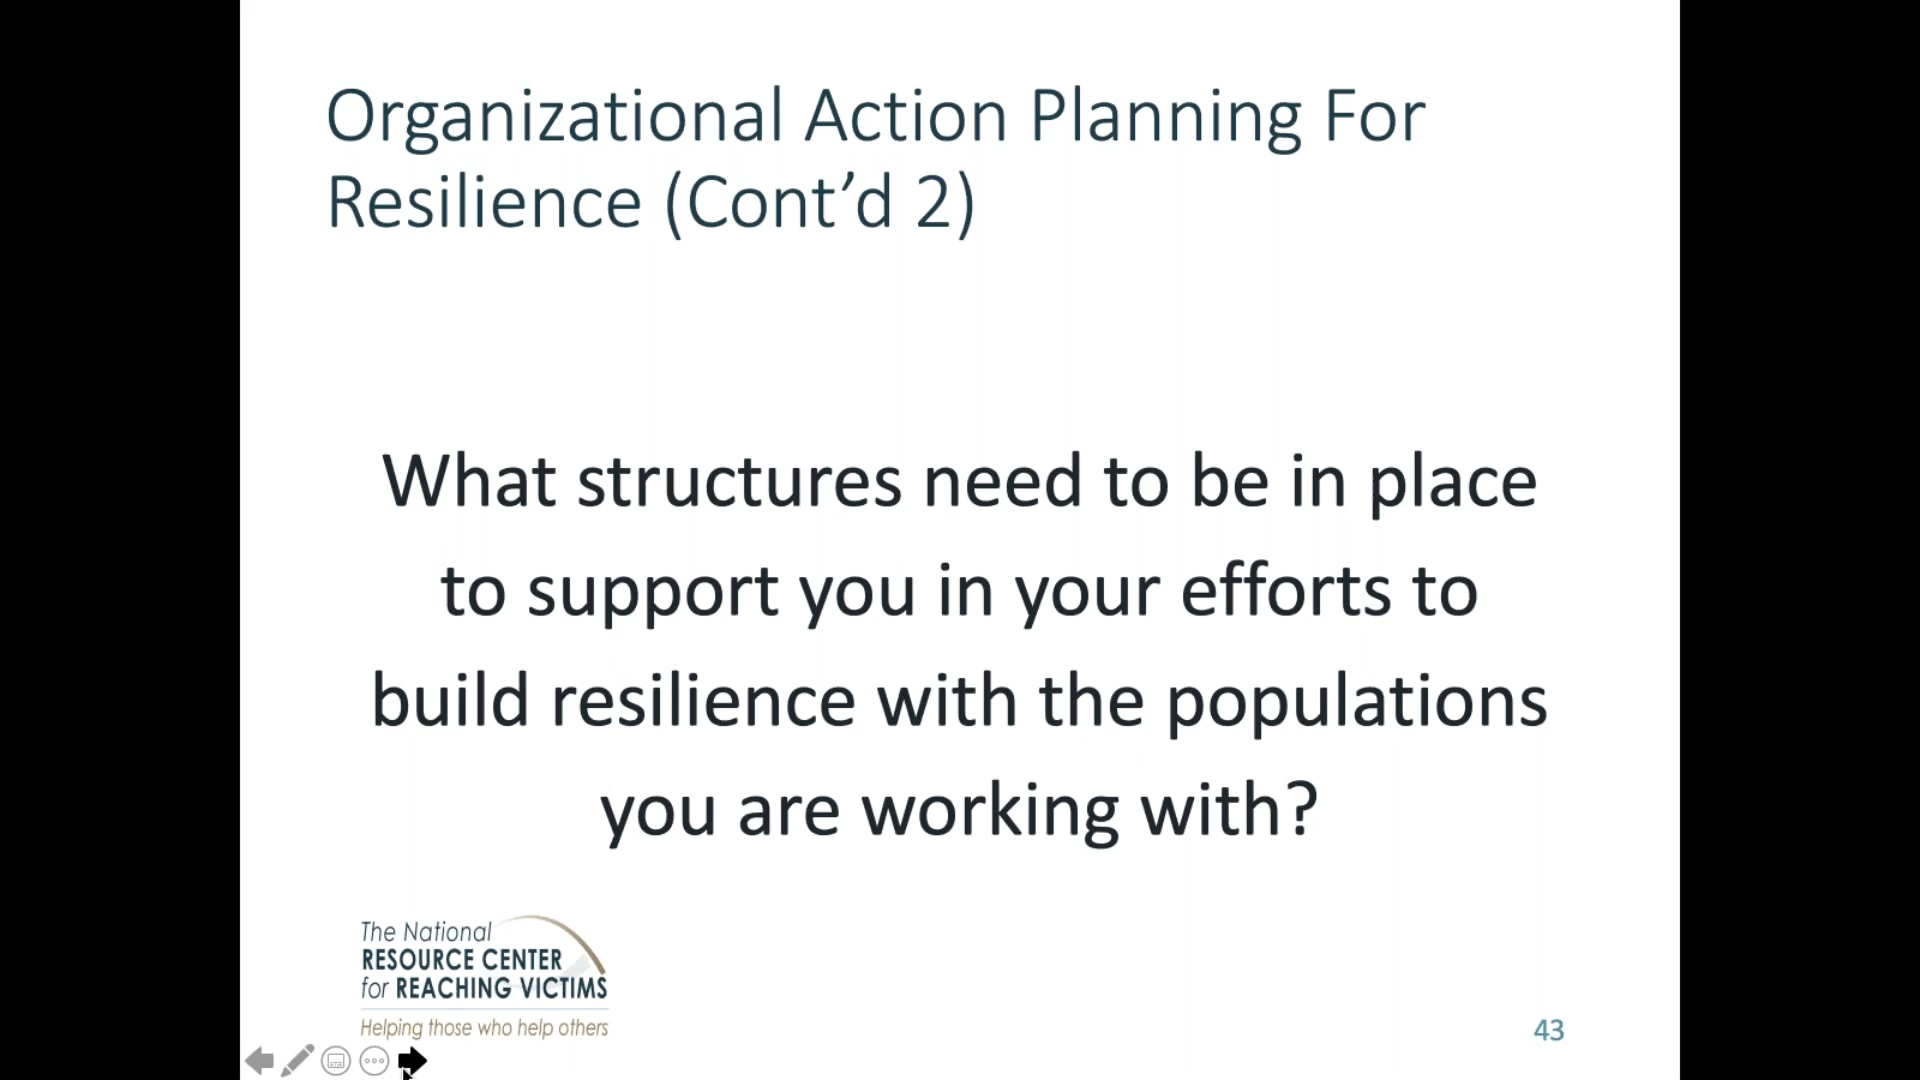 Organizational Action Planning For
Resilience (Cont’d 2)
What structures need to be in place
to support you in your efforts to
build resilience with the populations
you are working with?
The National
RESOURCE CENTER
for REACHING VICTIMS
Helping those who help others
43